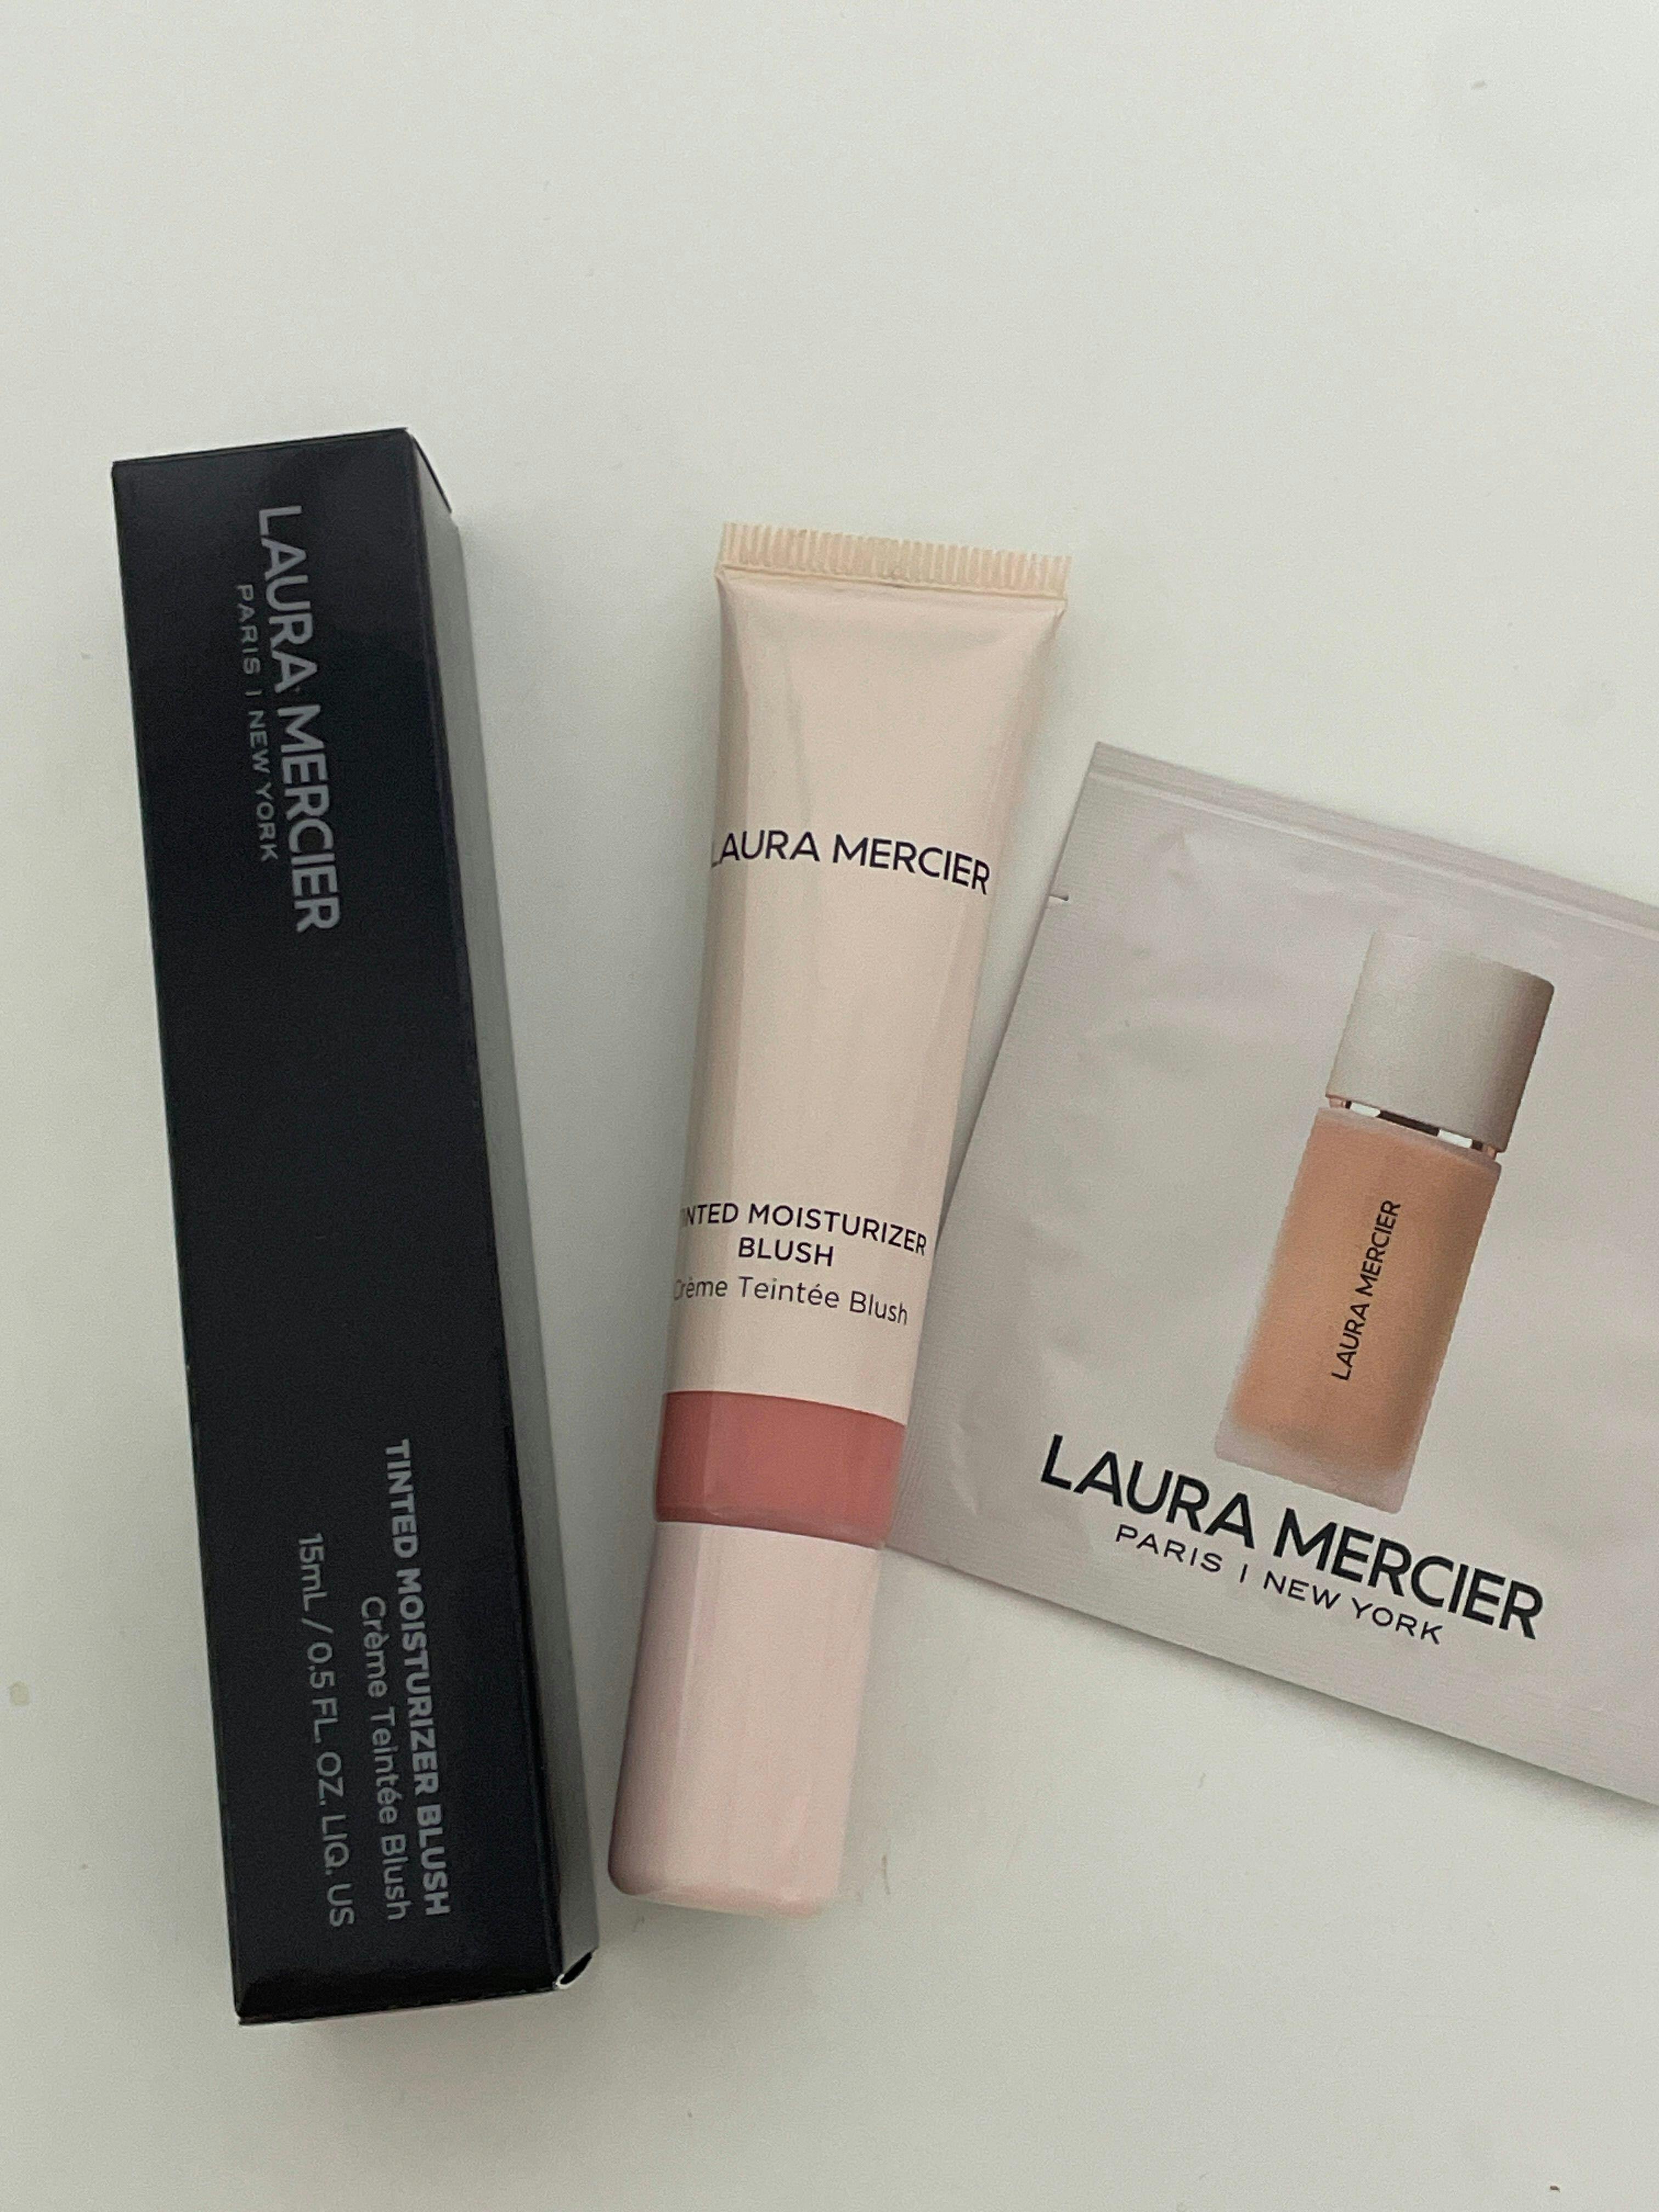 LAURA MERCIER
PARIS | NEW YORK
TINTED MOISTURIZER BLUSH
Crème Teintée Blush
15mL / 0.5 FL. OZ. LIQ. US
LAURA MERCIER
TINTED MOISTURIZER
BLUSH
Crème Teintée Blush
LAURA MERCIER
LAURA MERCIER
PARIS | NEW YORK